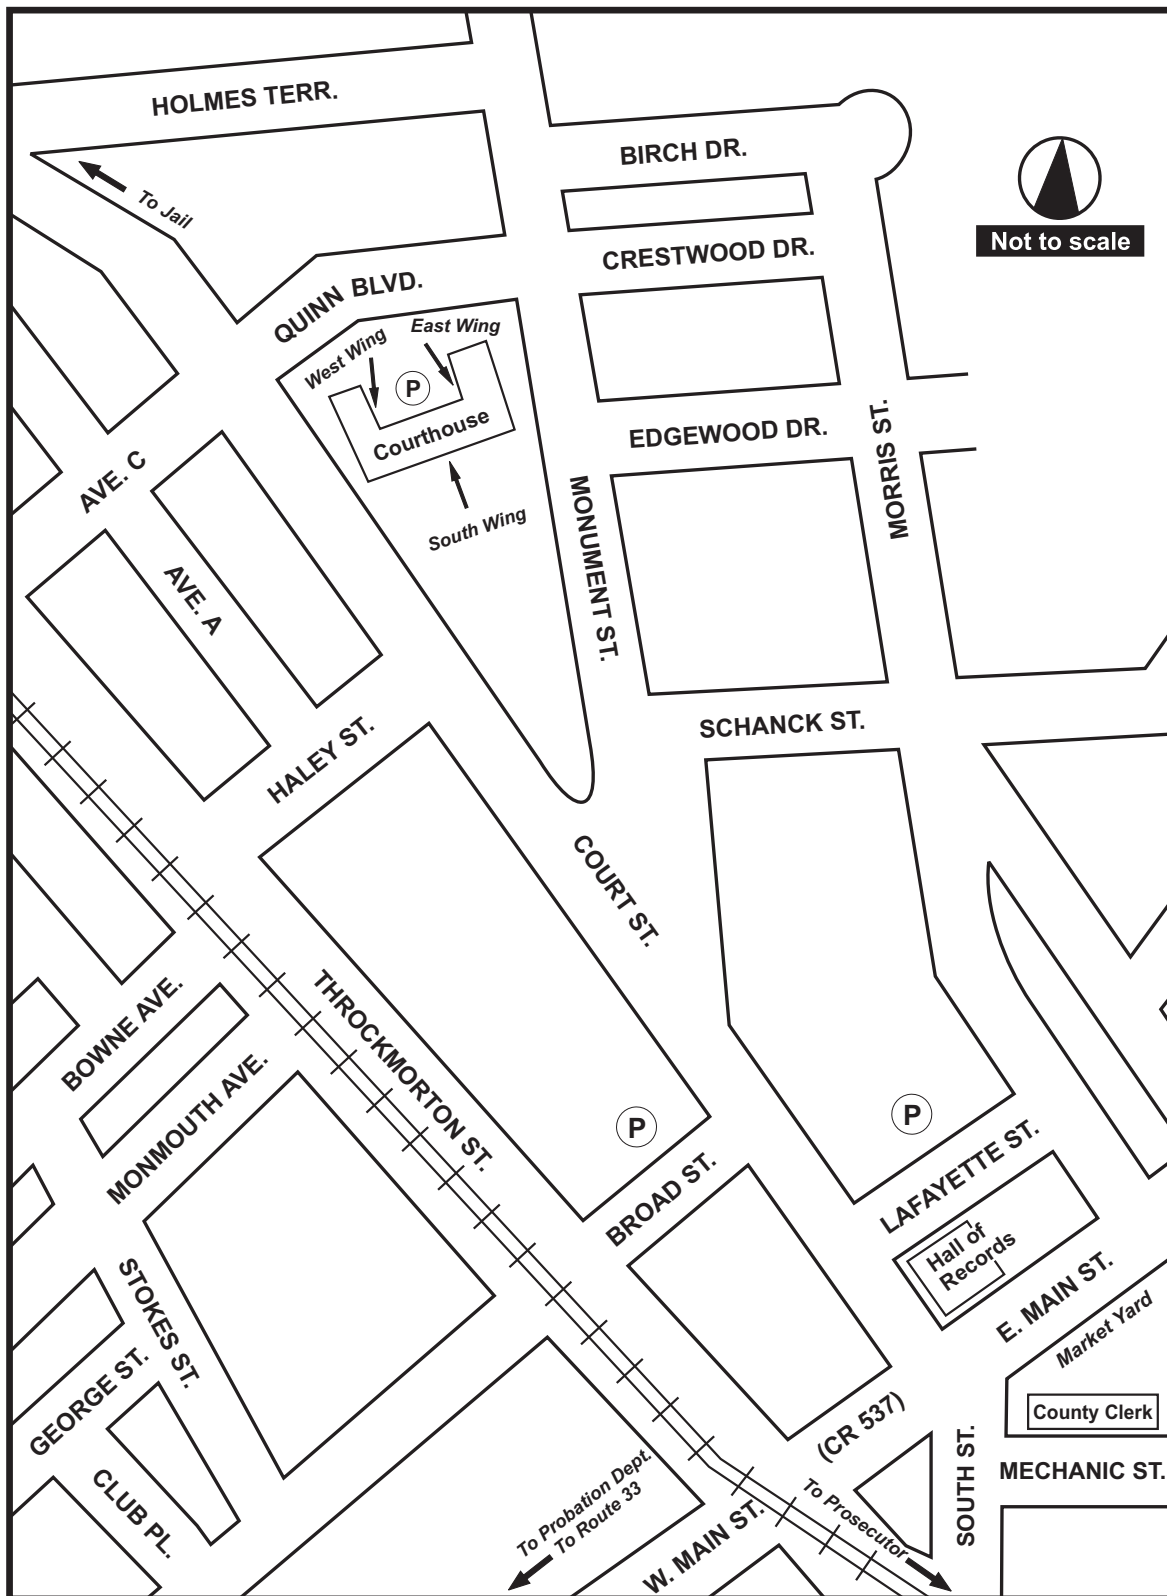 HOLMES TERR.
To Jail
BIRCH DR.
Not to scale
CRESTWOOD DR.
QUINN BLVD.
West Wing
East Wing
P
Courthouse
South Wing
EDGEWOOD DR.
MORRIS ST.
MONUMENT ST.
AVE. C
AVE. A
HALEY ST.
SCHANCK ST.
COURT ST.
BOWNE AVE.
THROCKMORTON ST.
MONMOUTH AVE.
P
P
BROAD ST.
LAFAYETTE ST.
Hall of
Records
E. MAIN ST.
Market Yard
STOKES ST.
GEORGE ST.
CLUB PL.
(CR 537)
County Clerk
SOUTH ST.
MECHANIC ST.
To Probation Dept.
To Route 33
To Prosecutor
W. MAIN ST.